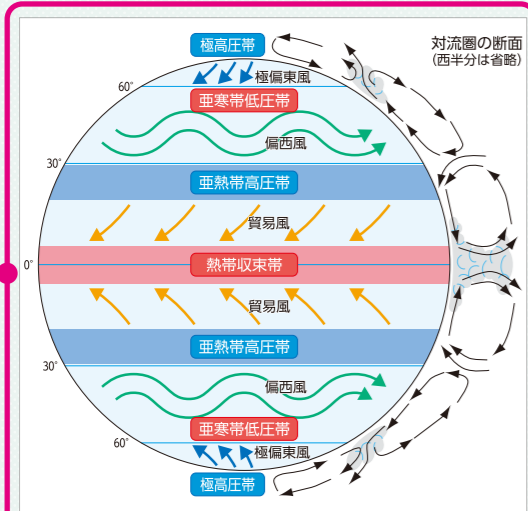 極高圧帯
対流圏の断面
(西半分は省略)
極偏東風
60°
亜寒帯低圧帯
偏西風
30°
亜熱帯高圧帯
貿易風
0°
熱帯収束帯
貿易風
亜熱帯高圧帯
30°
偏西風
亜寒帯低圧帯
60°
極偏東風
極高圧帯